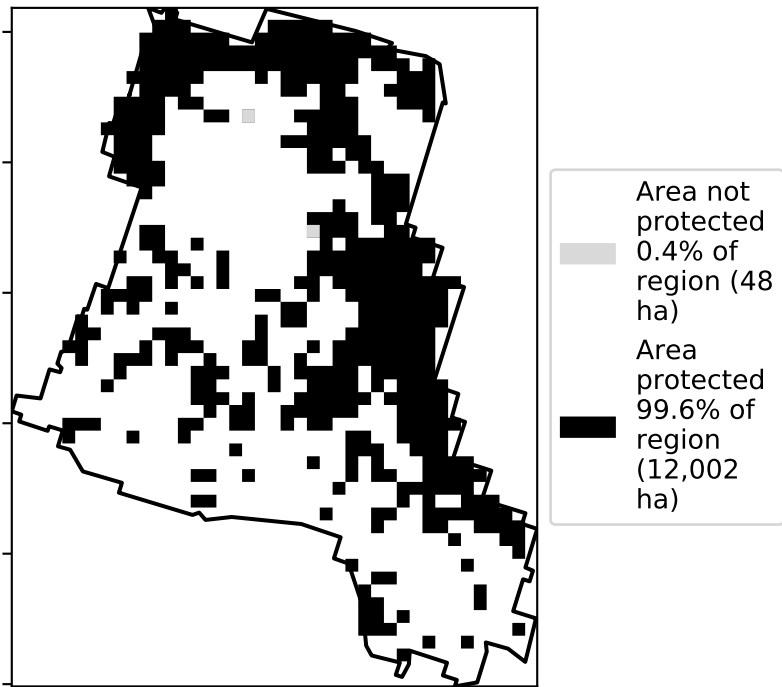 Area not
protected
0.4% of
region (48
ha)
Area
protected
99.6% of
region
(12,002
ha)